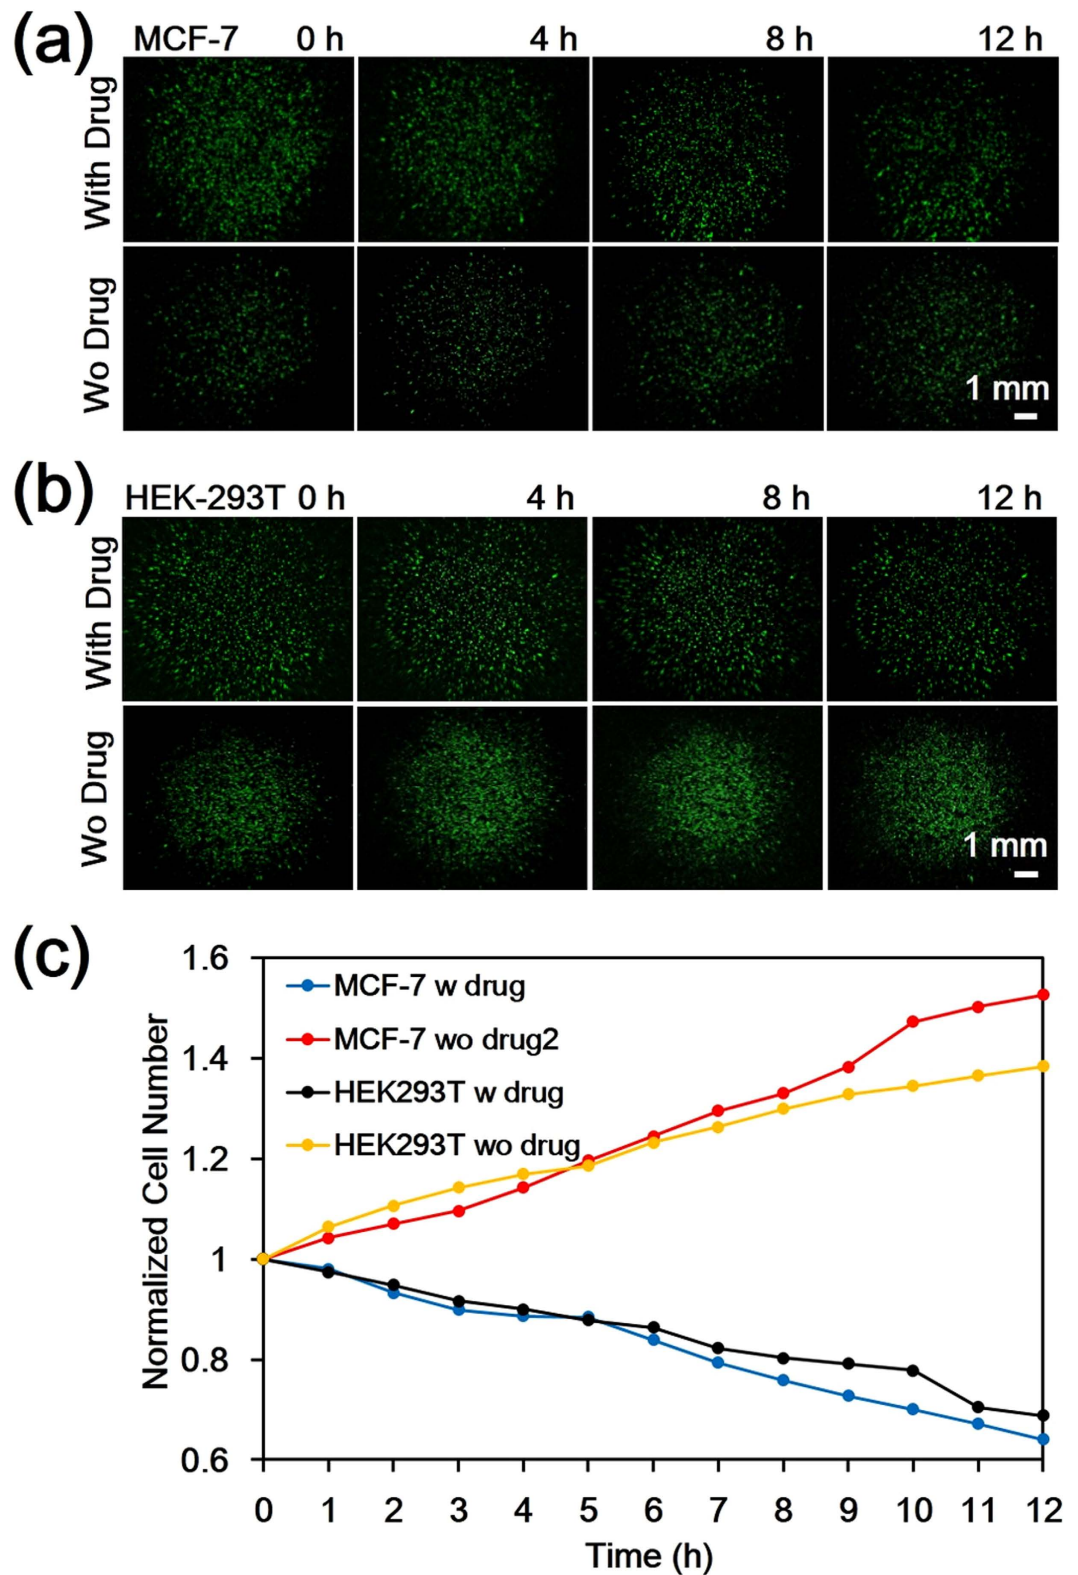 (a)
MCF-7 0 h 4 h 8 h 12 h
With Drug
Wo Drug
1 mm
(b)
HEK-293T 0 h 4 h 8 h 12 h
With Drug
Wo Drug
1 mm
(c)
Normalized Cell Number
1.6
1.4
1.2
1
0.8
0.6
MCF-7 w drug
MCF-7 wo drug2
HEK293T w drug
HEK293T wo drug
0 1 2 3 4 5 6 7 8 9 10 11 12
Time (h)